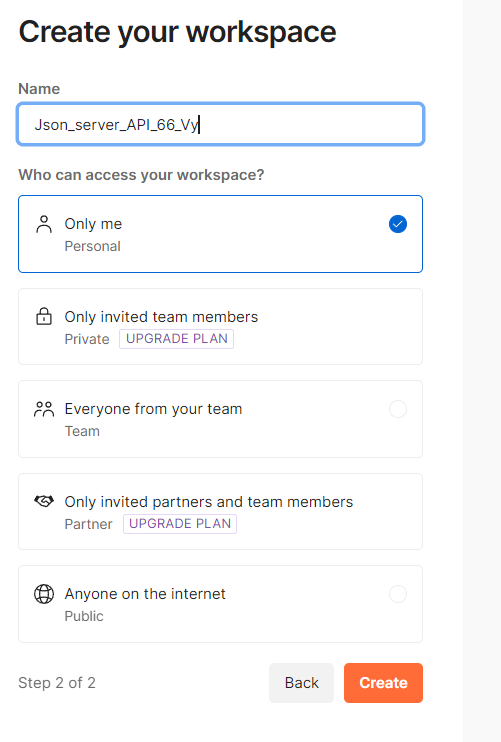 Create your workspace
Name
Json_server_API_66_Vy
Who can access your workspace?
Only me
Personal
Only invited team members
Private UPGRADE PLAN
Everyone from your team
Team
Only invited partners and team members
Partner UPGRADE PLAN
Anyone on the internet
Public
Step 2 of 2 Back Create